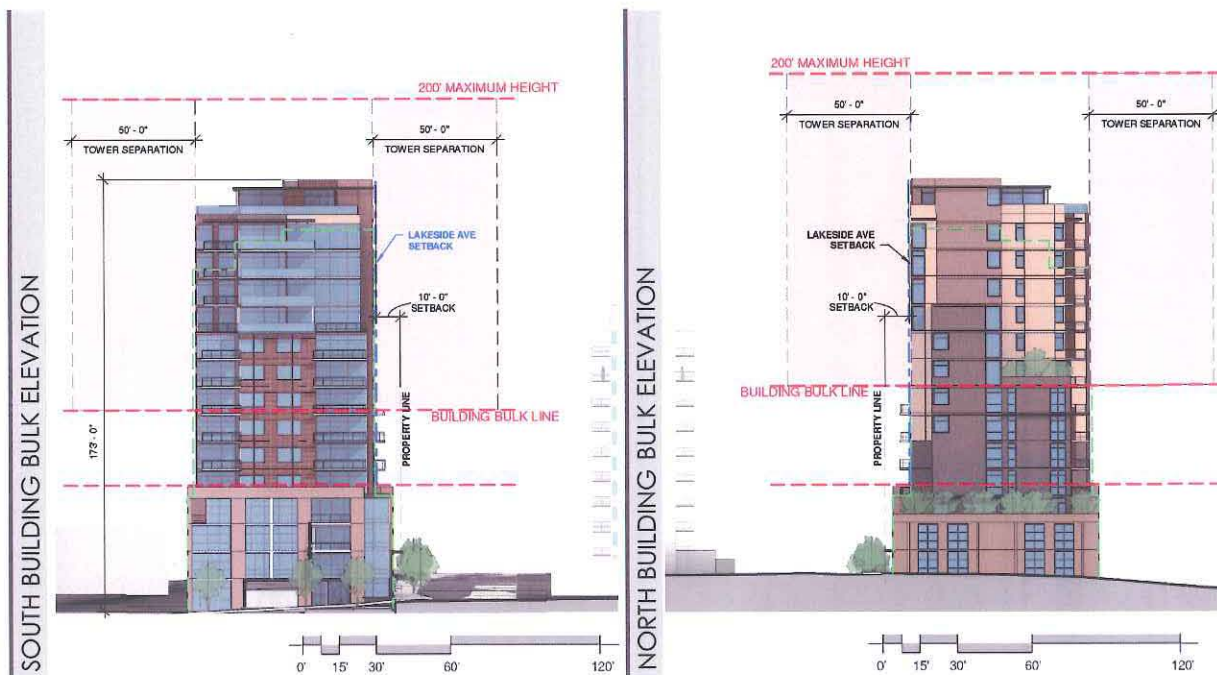 SOUTH BUILDING BULK ELEVATION
200' MAXIMUM HEIGHT
50' - 0"
TOWER SEPARATION
50' - 0"
TOWER SEPARATION
LAKESIDE AVE
SETBACK
10' - 0"
SETBACK
BUILDING BULK LINE
PROPERTY LINE
173' - 0"
0'
15'
30'
60'
120'
NORTH BUILDING BULK ELEVATION
200' MAXIMUM HEIGHT
50' - 0"
TOWER SEPARATION
50' - 0"
TOWER SEPARATION
LAKESIDE AVE
SETBACK
10' - 0"
SETBACK
BUILDING BULK LINE
PROPERTY LINE
0'
15'
30'
60'
120'